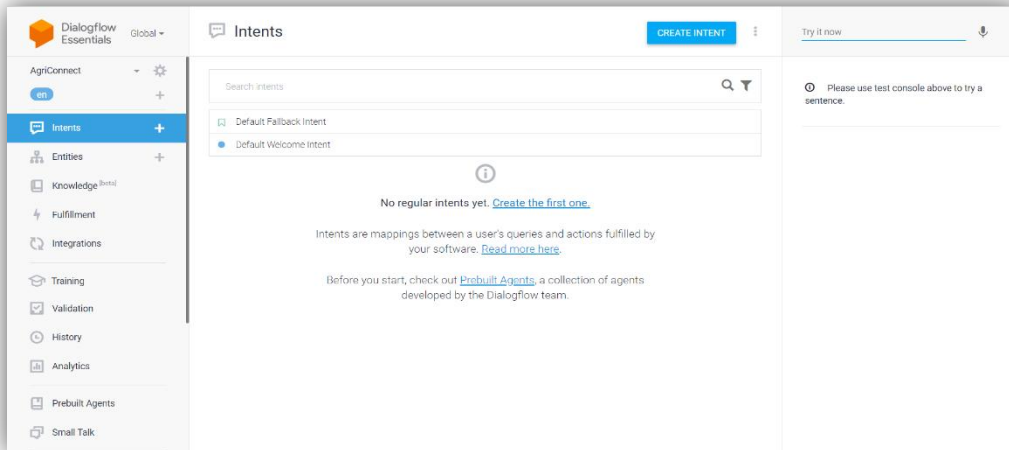 Dialogflow
Essentials
Global
AgriConnect
en
Intents
Entities
Knowledge [beta]
Fulfillment
Integrations
Training
Validation
History
Analytics
Prebuilt Agents
Small Talk
Intents
CREATE INTENT
Search intents
Default Fallback Intent
Default Welcome Intent
No regular intents yet. Create the first one.
Intents are mappings between a user's queries and actions fulfilled by
your software. Read more here.
Before you start, check out Prebuilt Agents, a collection of agents
developed by the Dialogflow team.
Try it now
Please use test console above to try a
sentence.